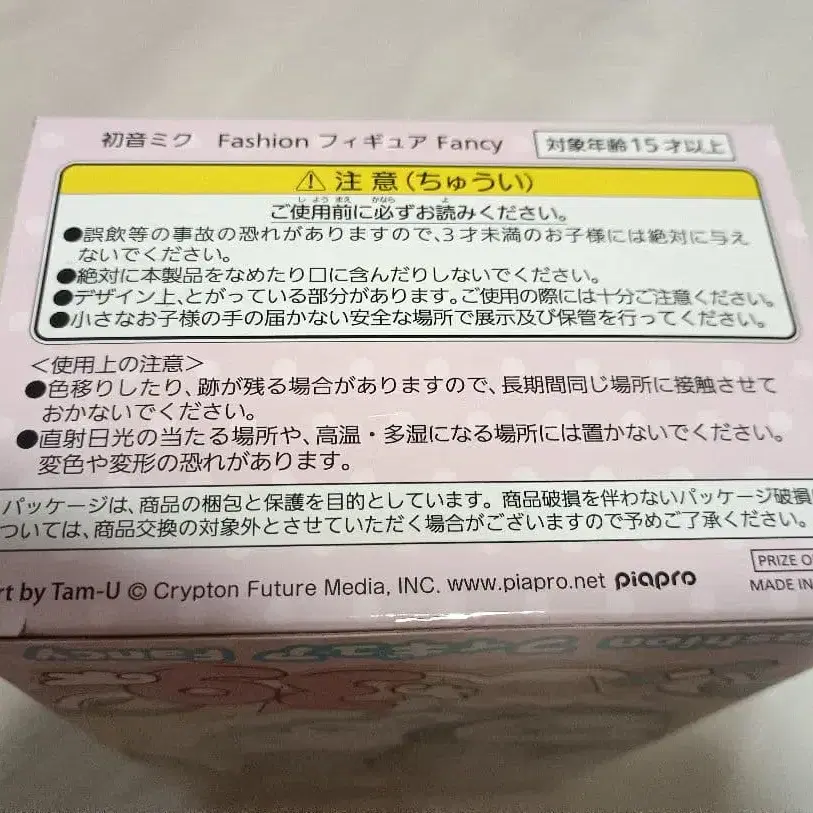 初音ミク Fashion フィギュア Fancy 対象年齢15才以上
⚠注意(ちゅうい)
ご使用前に必ずお読みください。
●誤飲等の事故の恐れがありますので、3才未満のお子様には絶対に与え
ないでください。
●絶対に本製品をなめたり口に含んだりしないでください。
●デザイン上、とがっている部分があります。ご使用の際には十分ご注意ください。
●小さなお子様の手の届かない安全な場所で展示及び保管を行ってください。
<使用上の注意>
●色移りしたり、跡が残る場合がありますので、長期間同じ場所に接触させて
おかないでください。
●直射日光の当たる場所や、高温・多湿になる場所には置かないでください。
変色や変形の恐れがあります。
パッケージは、商品の梱包と保護を目的としています。商品破損を伴わないパッケージ破損
ついては、商品交換の対象外とさせていただく場合がございますので予めご了承ください。
PRIZE O
rt by Tam-U © Crypton Future Media, INC. www.piapro.net piapro MADE IN
Fashion フィギュア Fancy